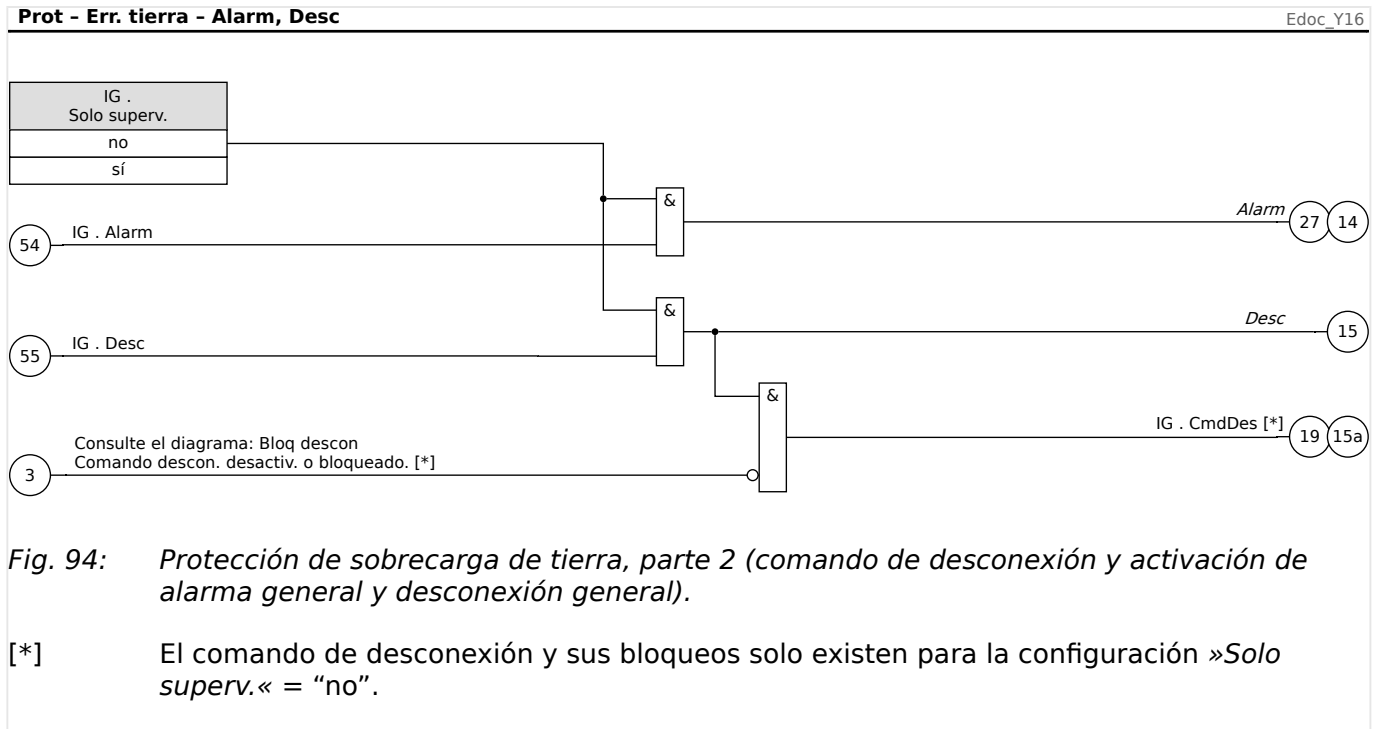 Prot – Err. tierra – Alarm, Desc
Edoc_Y16
IG .
Solo superv.
no
sí
&
Alarm
27
14
54
IG . Alarm
&
Desc
15
55
IG . Desc
&
IG . CmdDes [*]
19
15a
Consulte el diagrama: Bloq descon
Comando descon. desactiv. o bloqueado. [*]
3
Fig. 94: Protección de sobrecarga de tierra, parte 2 (comando de desconexión y activación de
alarma general y desconexión general).
[*] El comando de desconexión y sus bloqueos solo existen para la configuración »Solo
superv.« = “no”.